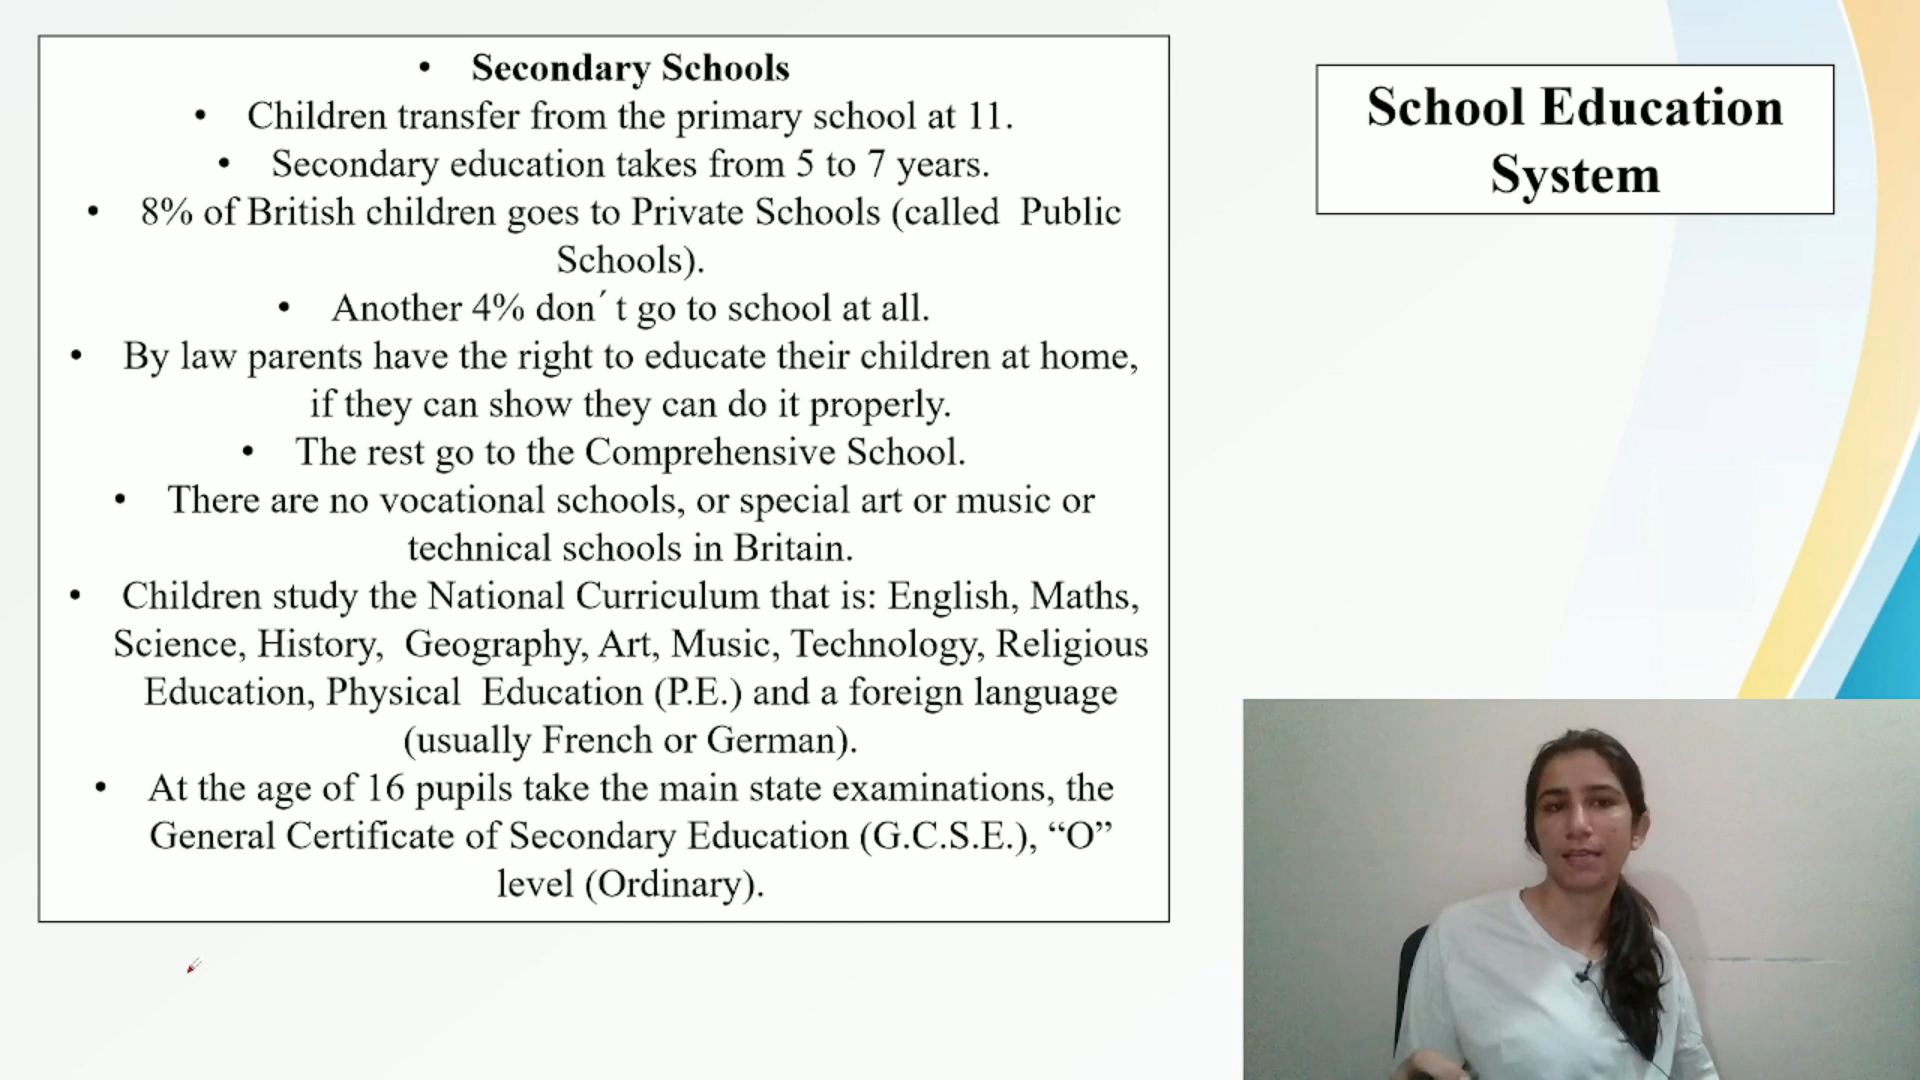 • Secondary Schools
• Children transfer from the primary school at 11.
• Secondary education takes from 5 to 7 years.
• 8% of British children goes to Private Schools (called  Public
Schools).
• Another 4% don´t go to school at all.
• By law parents have the right to educate their children at home,
if they can show they can do it properly.
• The rest go to the Comprehensive School.
• There are no vocational schools, or special art or music or
technical schools in Britain.
• Children study the National Curriculum that is: English, Maths,
Science, History,  Geography, Art, Music, Technology, Religious
Education, Physical  Education (P.E.) and a foreign language
(usually French or German).
• At the age of 16 pupils take the main state examinations, the
General Certificate of Secondary Education (G.C.S.E.), “O”
level (Ordinary).
School Education
System